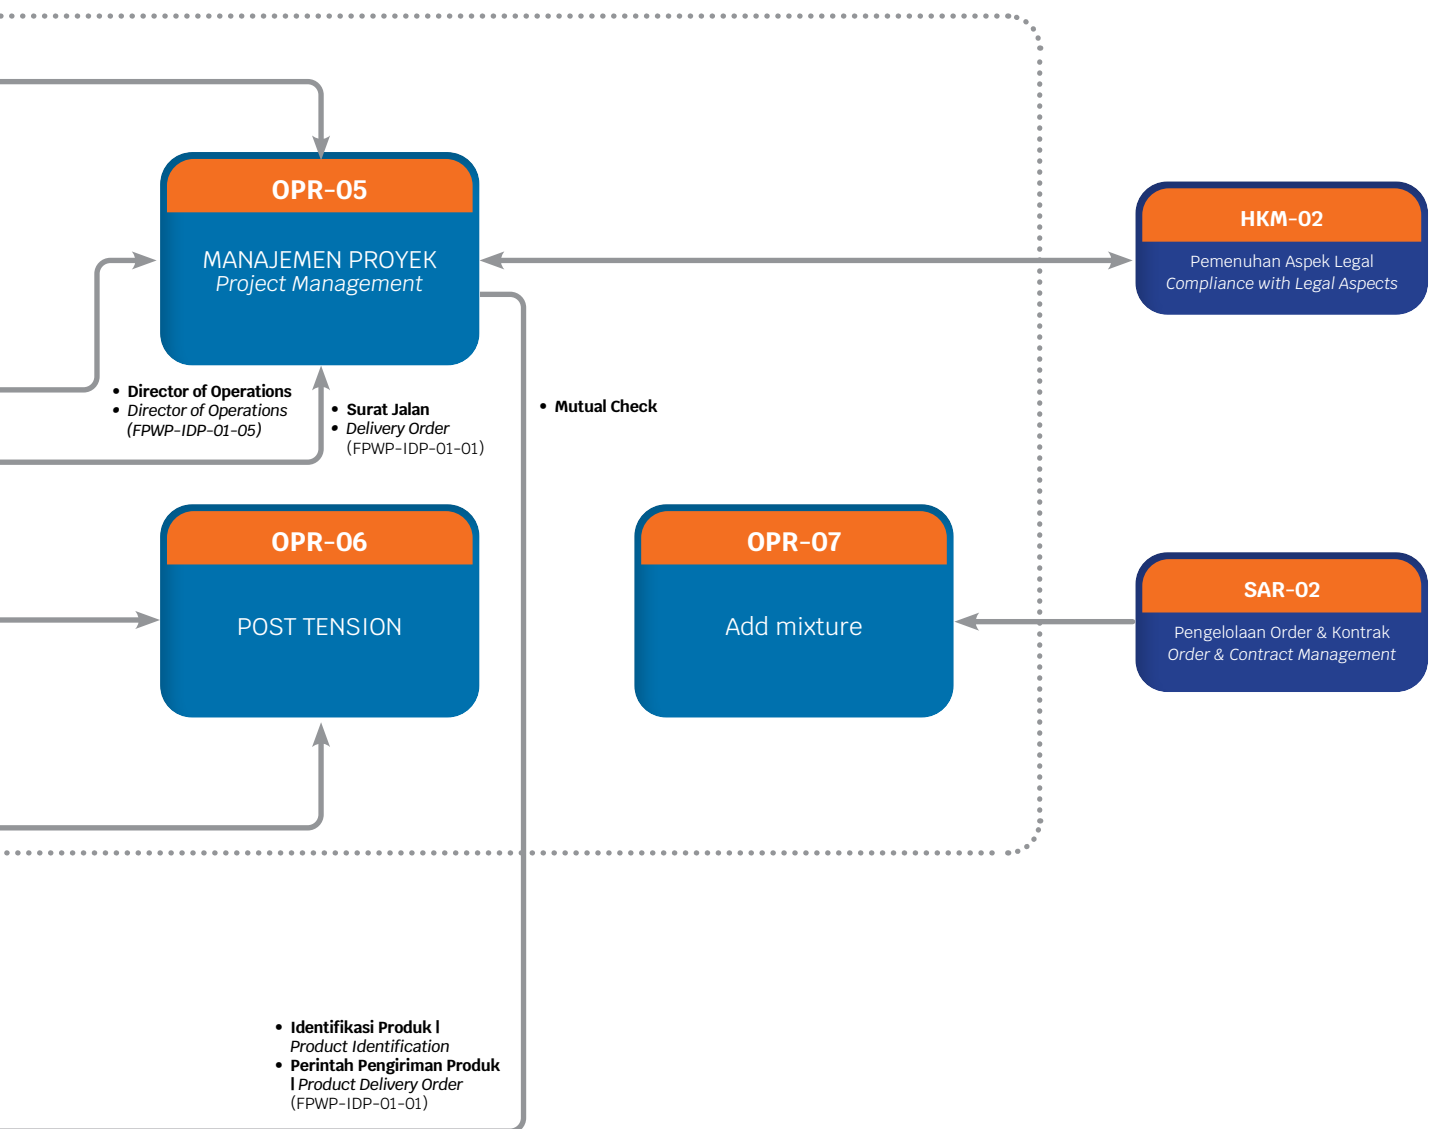 OPR-05
MANAJEMEN PROYEK
Project Management
HKM-02
Pemenuhan Aspek Legal
Compliance with Legal Aspects
• Director of Operations
• Director of Operations
(FPWP-IDP-01-05)
• Surat Jalan
• Delivery Order
(FPWP-IDP-01-01)
• Mutual Check
OPR-06
POST TENSION
OPR-07
Add mixture
SAR-02
Pengelolaan Order & Kontrak
Order & Contract Management
• Identifikasi Produk |
Product Identification
• Perintah Pengiriman Produk
| Product Delivery Order
(FPWP-IDP-01-01)